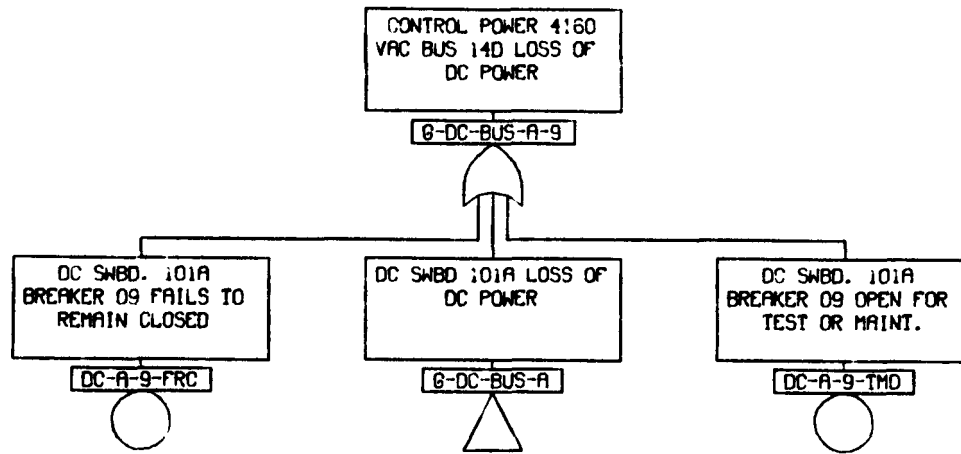 CONTROL POWER 4160
VAC BUS 14D LOSS OF
DC POWER
G-DC-BUS-A-9
DC SWBD. 101A
BREAKER 09 FAILS TO
REMAIN CLOSED
DC-A-9-FRC
DC SWBD 101A LOSS OF
DC POWER
G-DC-BUS-A
DC SWBD. 101A
BREAKER 09 OPEN FOR
TEST OR MAINT.
DC-A-9-TMD